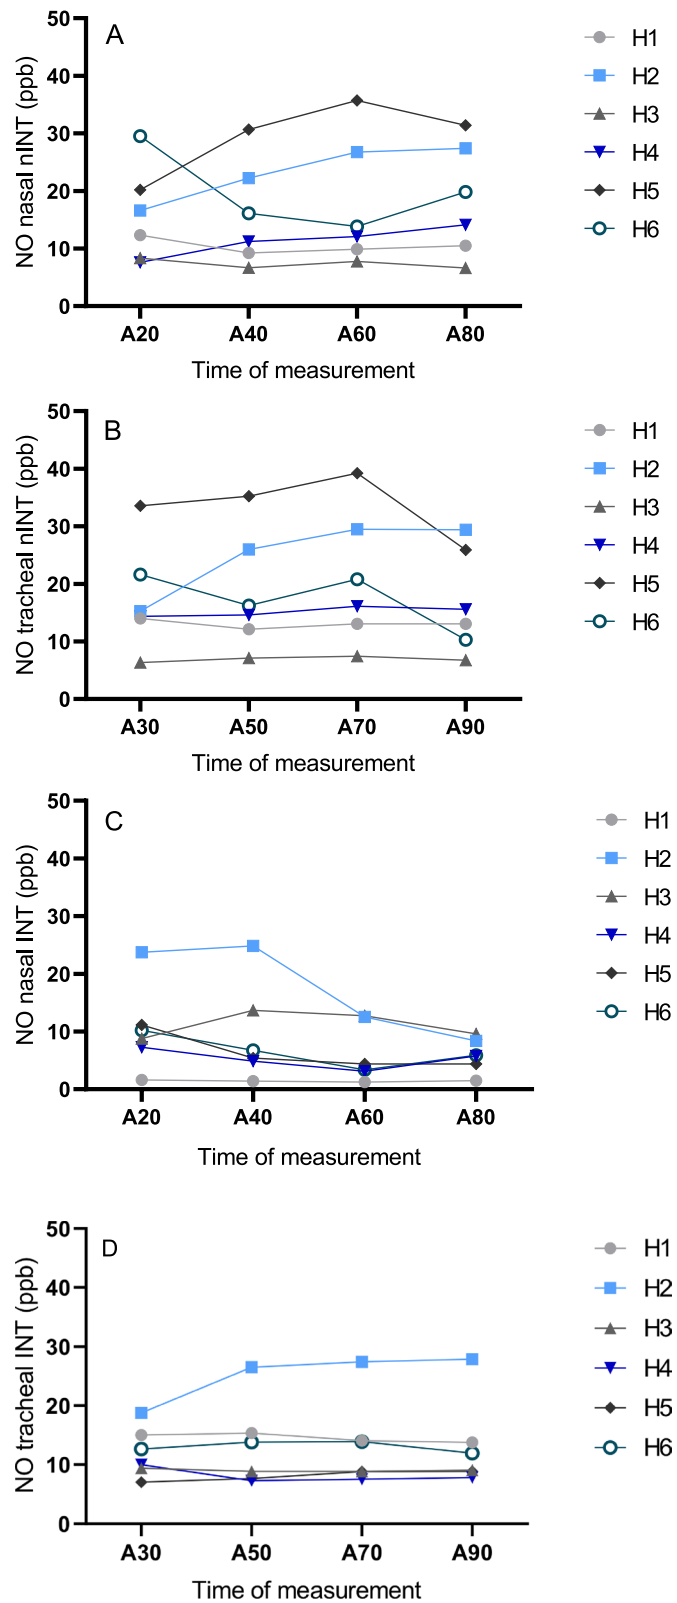 A
NO nasal nINT (ppb)
50
40
30
20
10
0
A20 A40 A60 A80
Time of measurement
H1
H2
H3
H4
H5
H6
B
NO tracheal nINT (ppb)
50
40
30
20
10
0
A30 A50 A70 A90
Time of measurement
H1
H2
H3
H4
H5
H6
C
NO nasal INT (ppb)
50
40
30
20
10
0
A20 A40 A60 A80
Time of measurement
H1
H2
H3
H4
H5
H6
D
NO tracheal INT (ppb)
50
40
30
20
10
0
A30 A50 A70 A90
Time of measurement
H1
H2
H3
H4
H5
H6